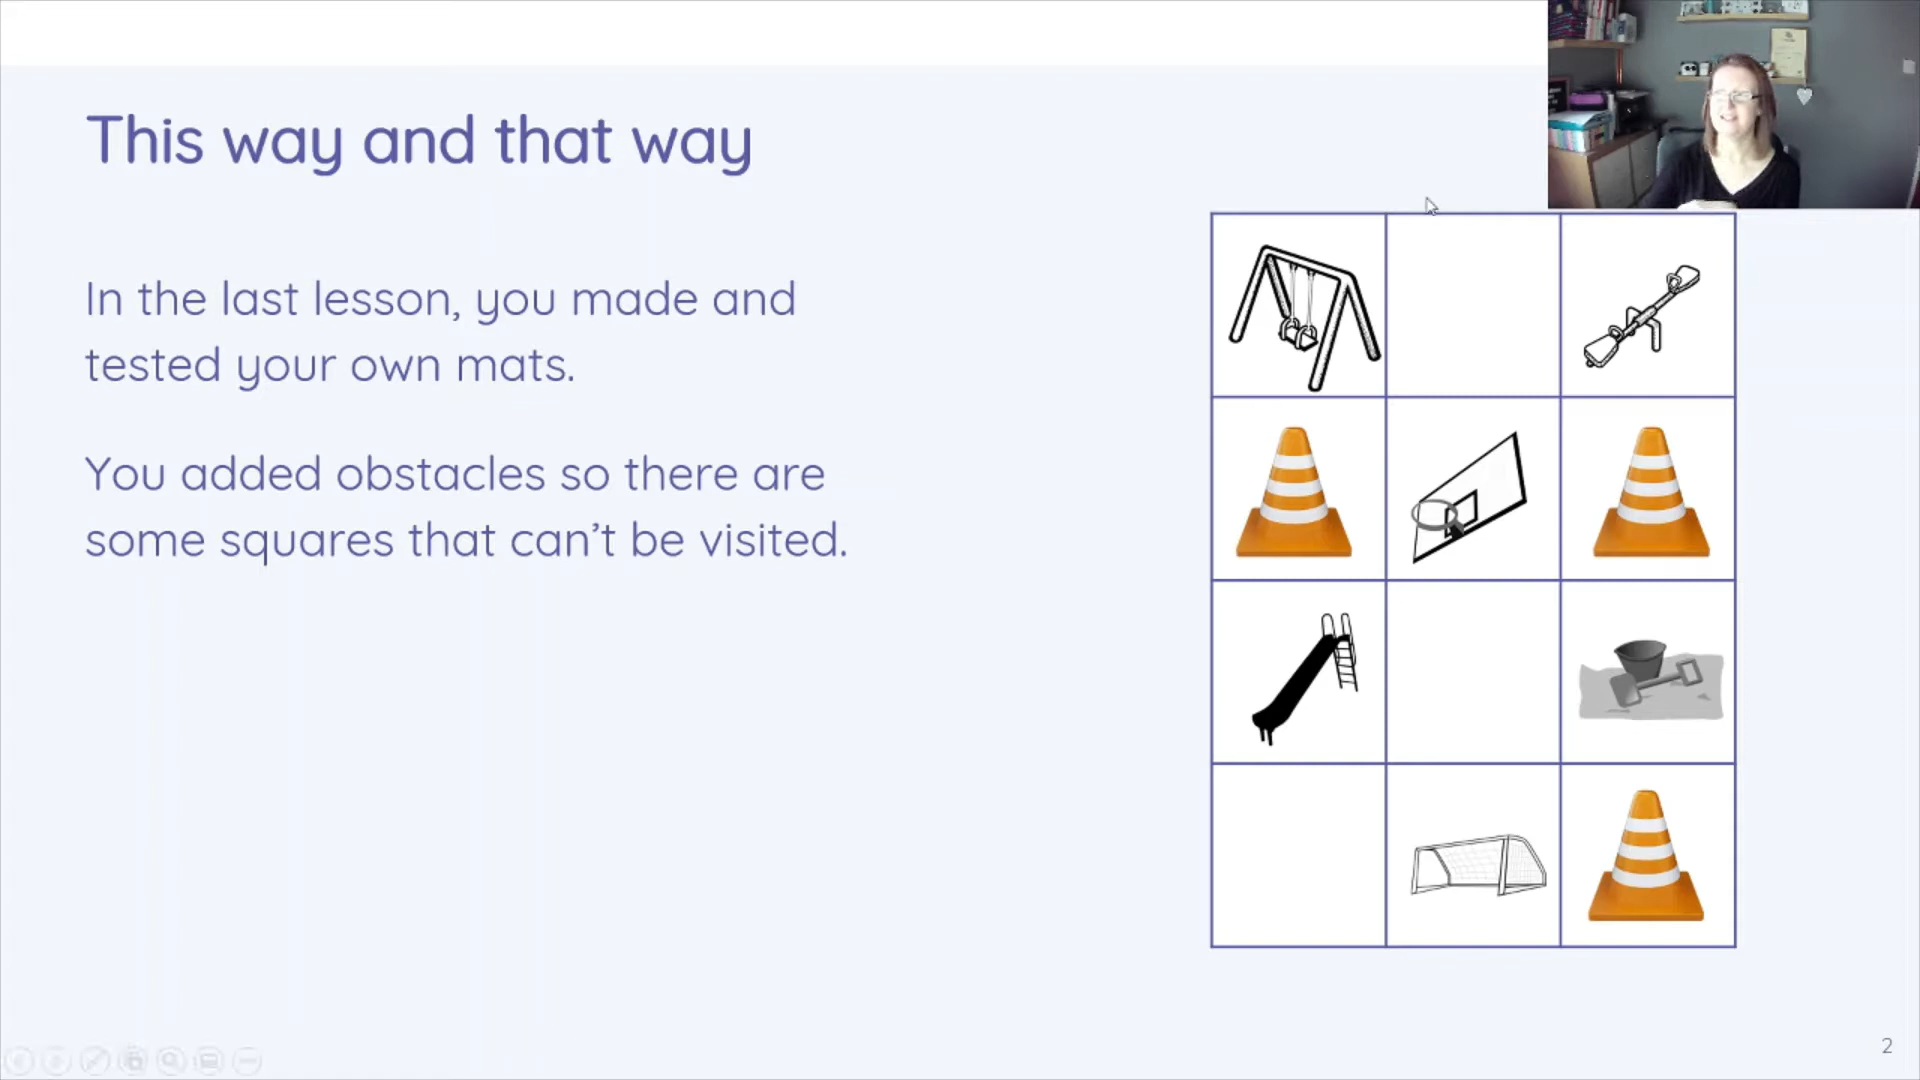 This way and that way
In the last lesson, you made and
tested your own mats.
You added obstacles so there are
some squares that can’t be visited.
2